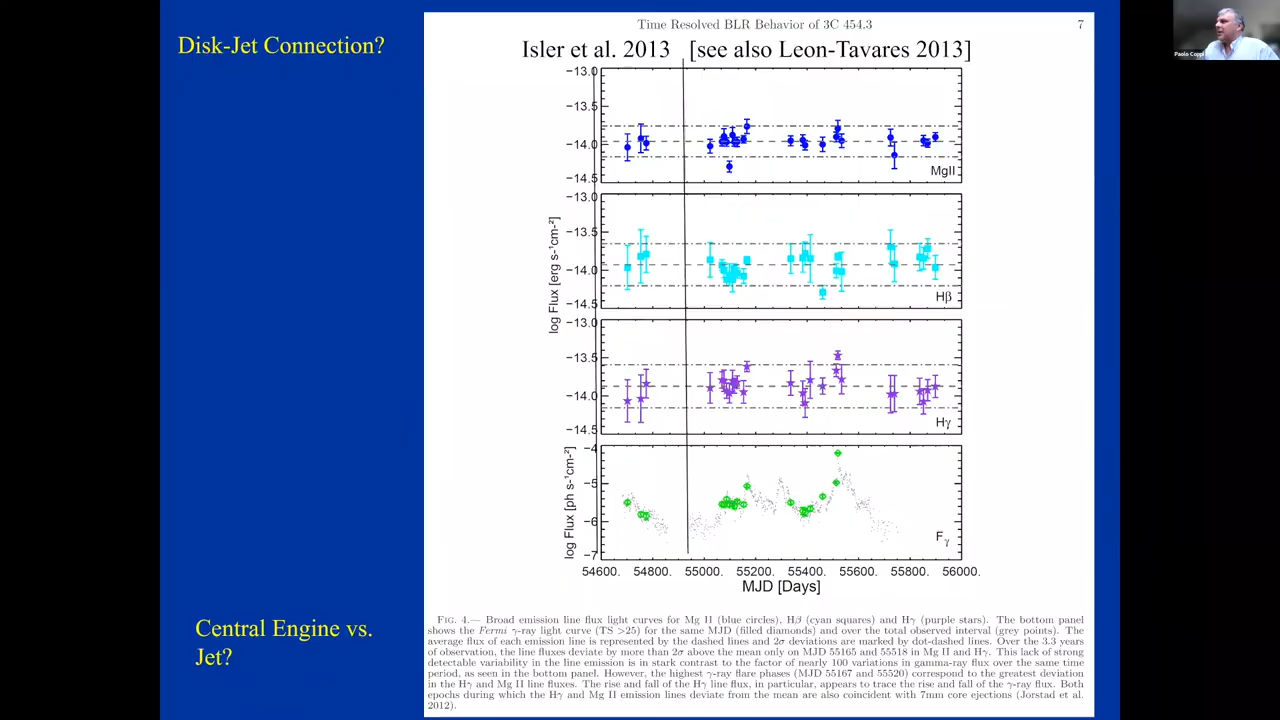 Disk-Jet Connection?
Time Resolved BLR Behavior of 3C 454.3
7
Isler et al. 2013 [see also Leon-Tavares 2013]
Paolo Coppi
−13.0
−13.5
−14.0
−14.5
MgII
−13.0
−13.5
−14.0
−14.5
Hβ
log Flux [erg s⁻¹cm⁻²]
−13.0
−13.5
−14.0
−14.5
Hγ
−4
−5
−6
−7
Fγ
log Flux [ph s⁻¹cm⁻²]
54600. 54800. 55000. 55200. 55400. 55600. 55800. 56000.
MJD [Days]
Central Engine vs.
Jet?
FIG. 4.— Broad emission line flux light curves for Mg II (blue circles), Hβ (cyan squares) and Hγ (purple stars). The bottom panel
shows the Fermi γ-ray light curve (TS >25) for the same MJD (filled diamonds) and over the total observed interval (grey points). The
average flux of each emission line is represented by the dashed lines and 2σ deviations are marked by dot-dashed lines. Over the 3.3 years
of observation, the line fluxes deviate by more than 2σ above the mean only on MJD 55165 and 55518 in Mg II and Hγ. This lack of strong
detectable variability in the line emission is in stark contrast to the factor of nearly 100 variations in gamma-ray flux over the same time
period, as seen in the bottom panel. However, the highest γ-ray flare phases (MJD 55167 and 55520) correspond to the greatest deviation
in the Hγ and Mg II line fluxes. The rise and fall of the Hγ line flux, in particular, appears to trace the rise and fall of the γ-ray flux. Both
epochs during which the Hγ and Mg II emission lines deviate from the mean are also coincident with 7mm core ejections (Jorstad et al.
2012).